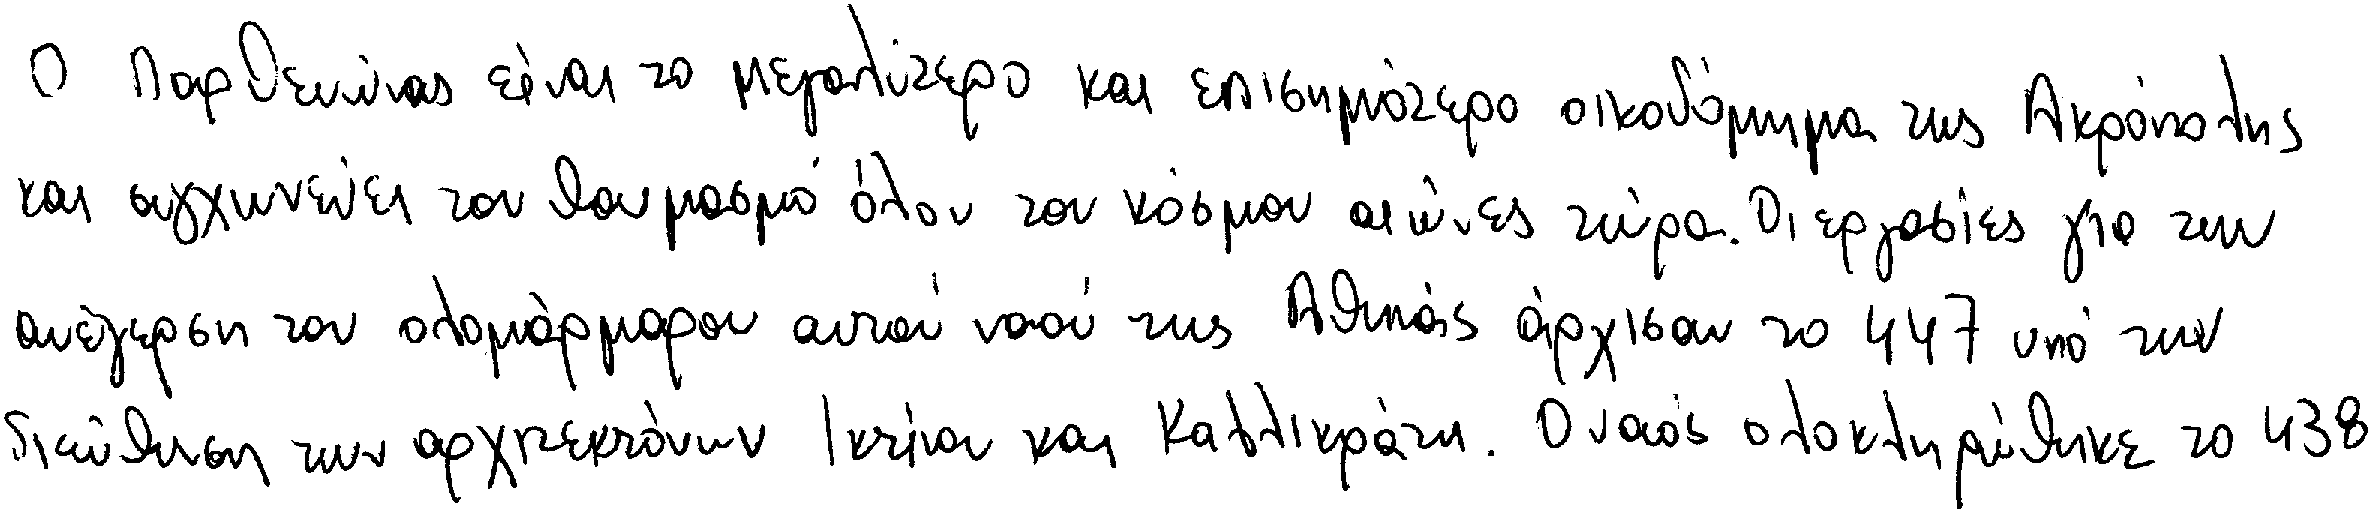 Ο Παρθενώνας είναι το μεγαλύτερο και επισημότερο οικοδόμημα της Ακρόπολης
και συγχωνεύει τον θαυμασμό όλου του κόσμου αιώνες τώρα. Οι εργασίες για την
ανέγερση του ολομάρμαρου αυτού ναού της Αθηνάς άρχισαν το 447 υπό την
διεύθηνση των αρχιτεκτόνων Ικτίνου και Καλλικράτη. Ο ναός ολοκληρώθηκε το 438